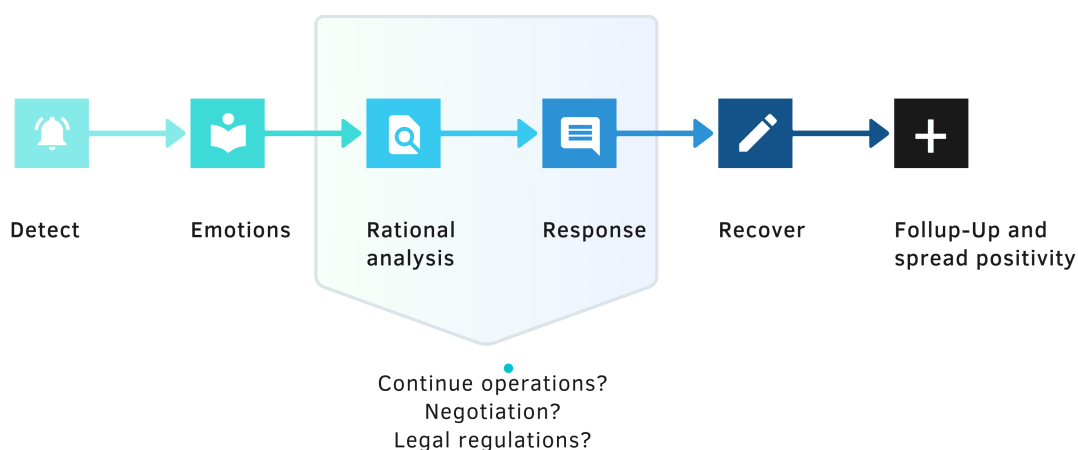 Detect
Emotions
Rational
analysis
Response
Recover
Follup-Up and
spread positivity
Continue operations?
Negotiation?
Legal regulations?